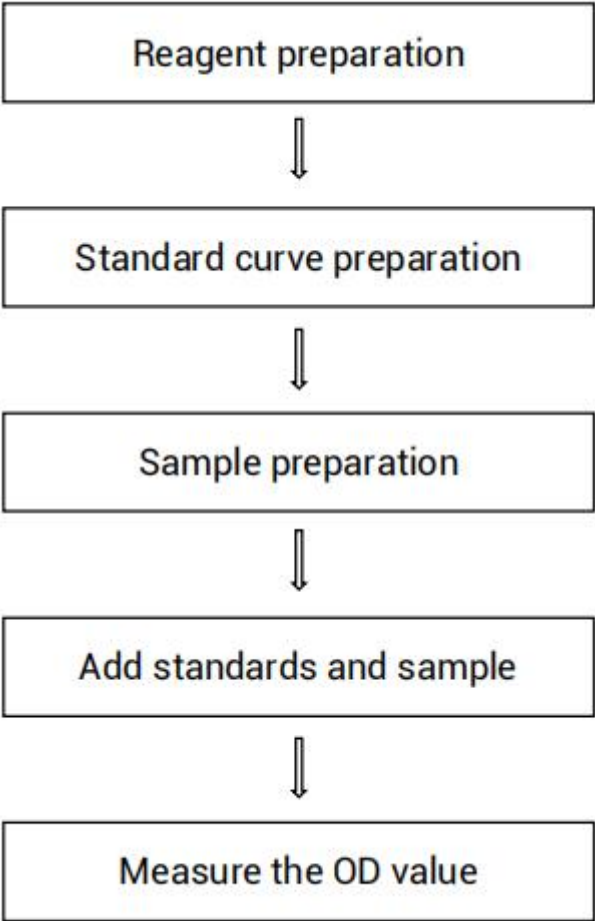 Reagent preparation
Standard curve preparation
Sample preparation
Add standards and sample
Measure the OD value